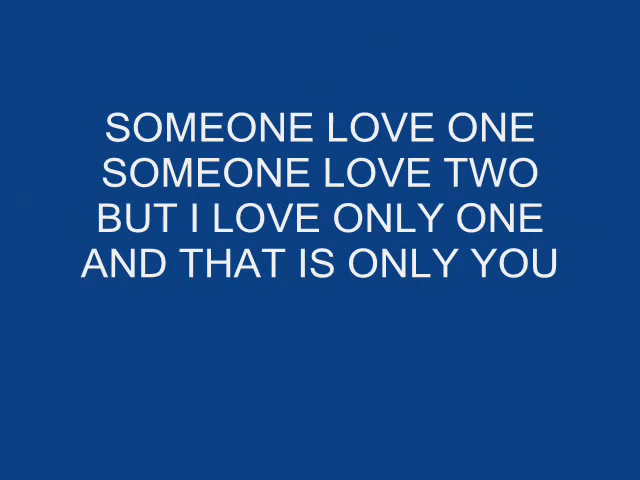 SOMEONE LOVE ONE
SOMEONE LOVE TWO
BUT I LOVE ONLY ONE
AND THAT IS ONLY YOU